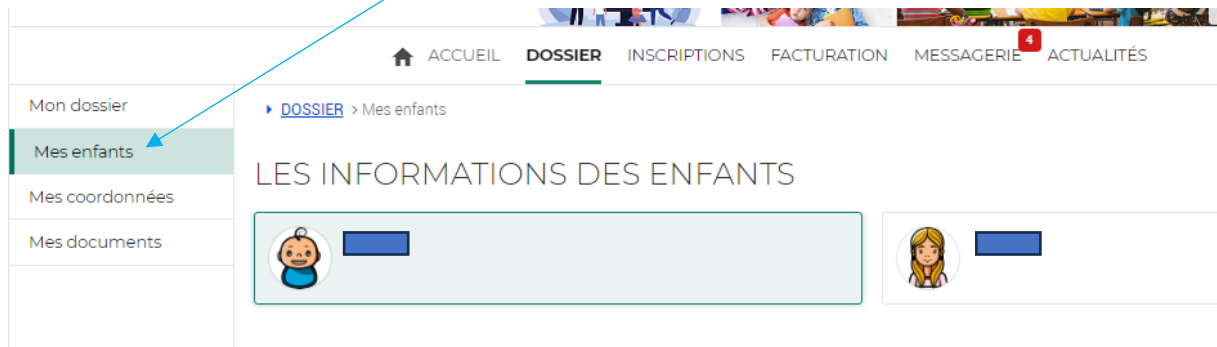 ACCUEIL DOSSIER INSCRIPTIONS FACTURATION MESSAGERIE 4 ACTUALITÉS
Mon dossier
Mes enfants
Mes coordonnées
Mes documents
DOSSIER > Mes enfants
LES INFORMATIONS DES ENFANTS